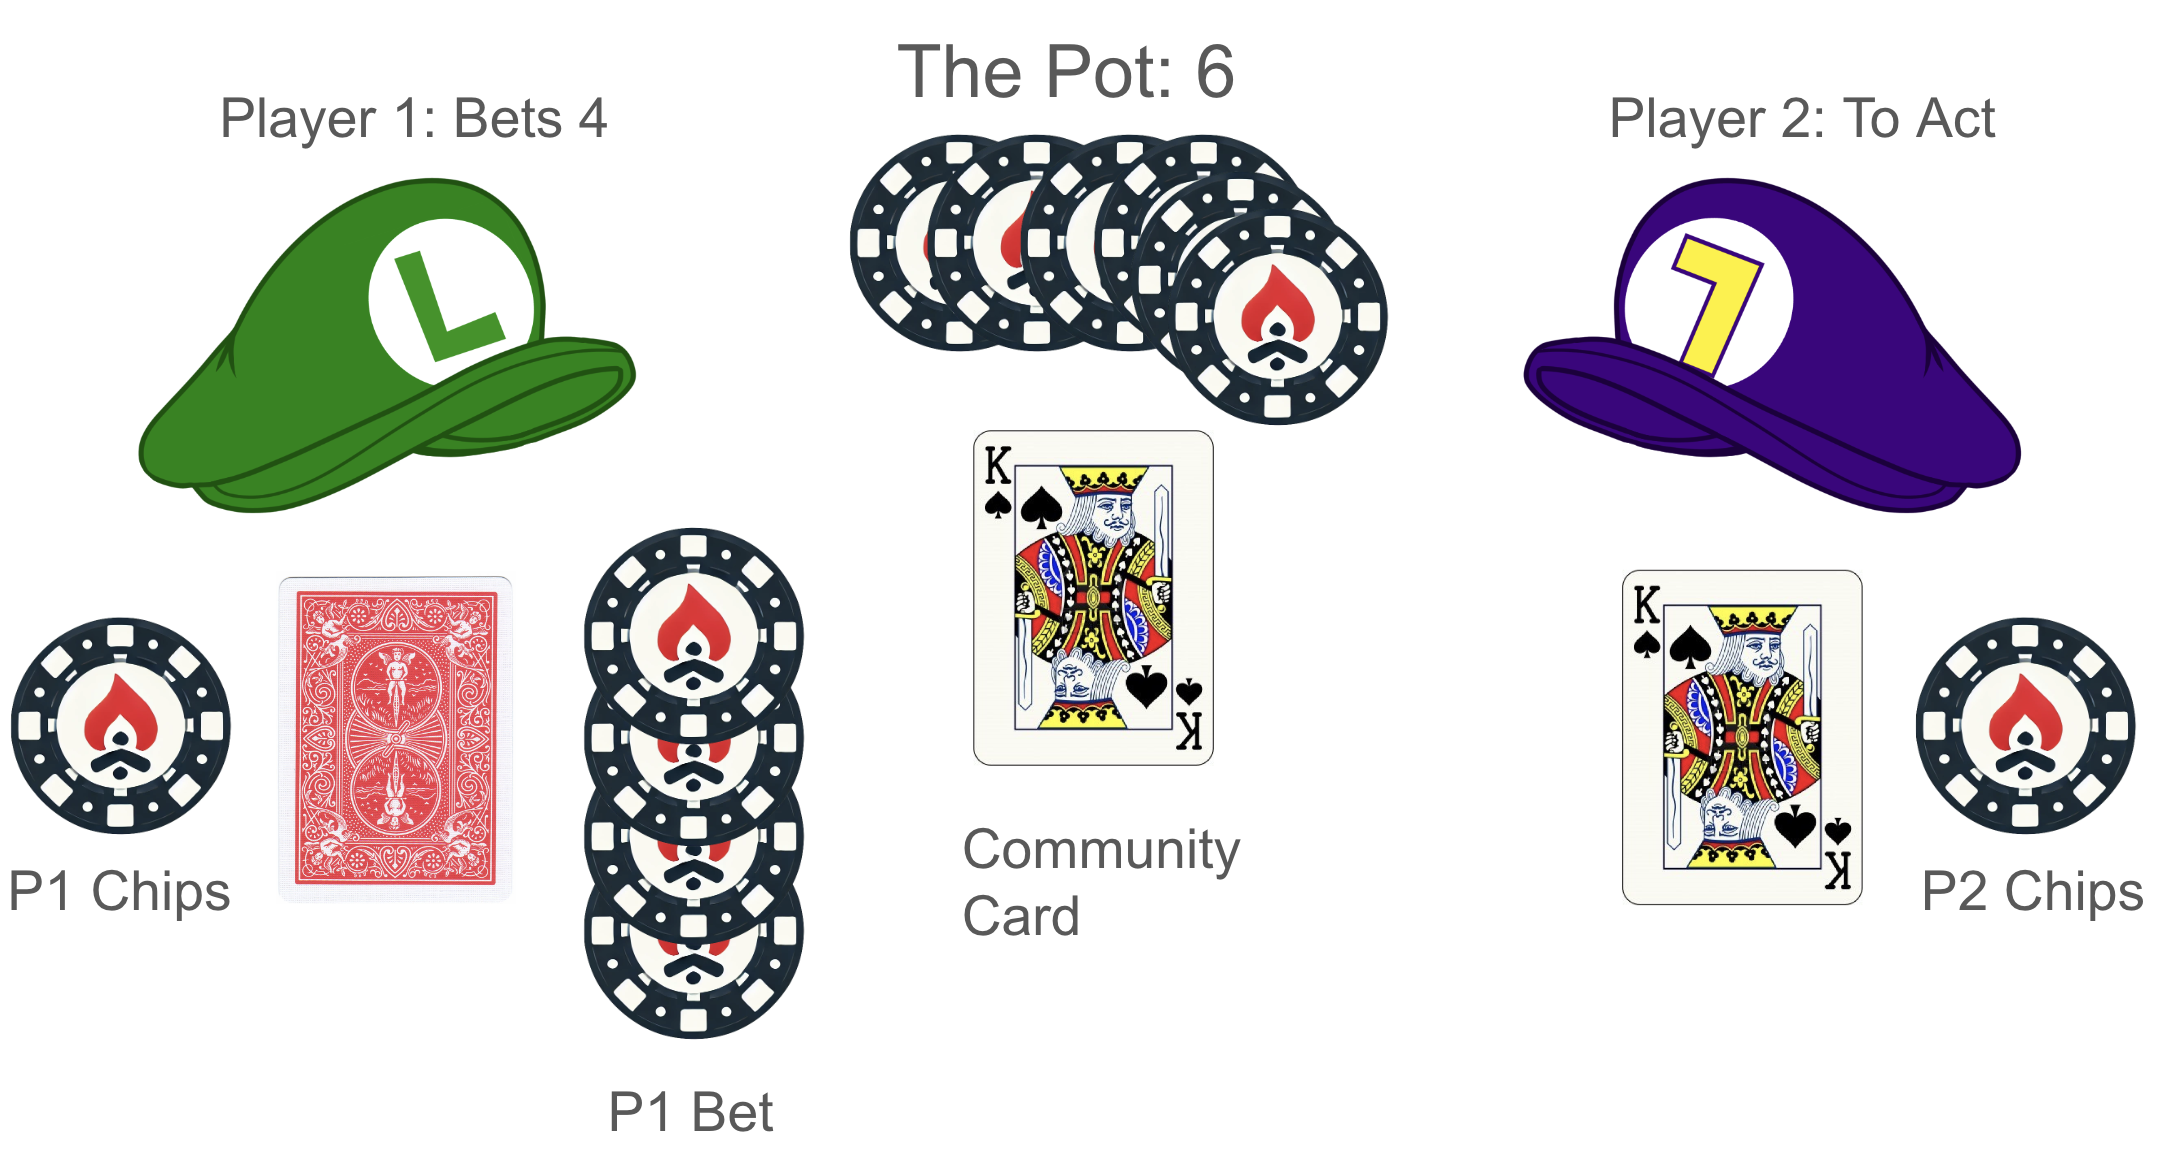 The Pot: 6
Player 1: Bets 4
Player 2: To Act
L
7
K
K
K
K
P1 Chips
Community
Card
P2 Chips
P1 Bet